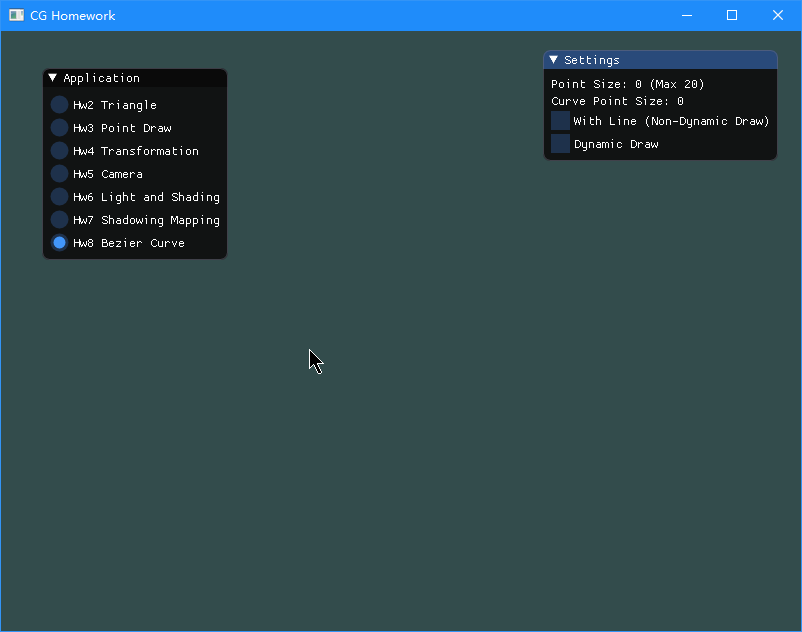 CG Homework
Application
Hw2 Triangle
Hw3 Point Draw
Hw4 Transformation
Hw5 Camera
Hw6 Light and Shading
Hw7 Shadowing Mapping
Hw8 Bezier Curve
Settings
Point Size: 0 (Max 20)
Curve Point Size: 0
With Line (Non-Dynamic Draw)
Dynamic Draw